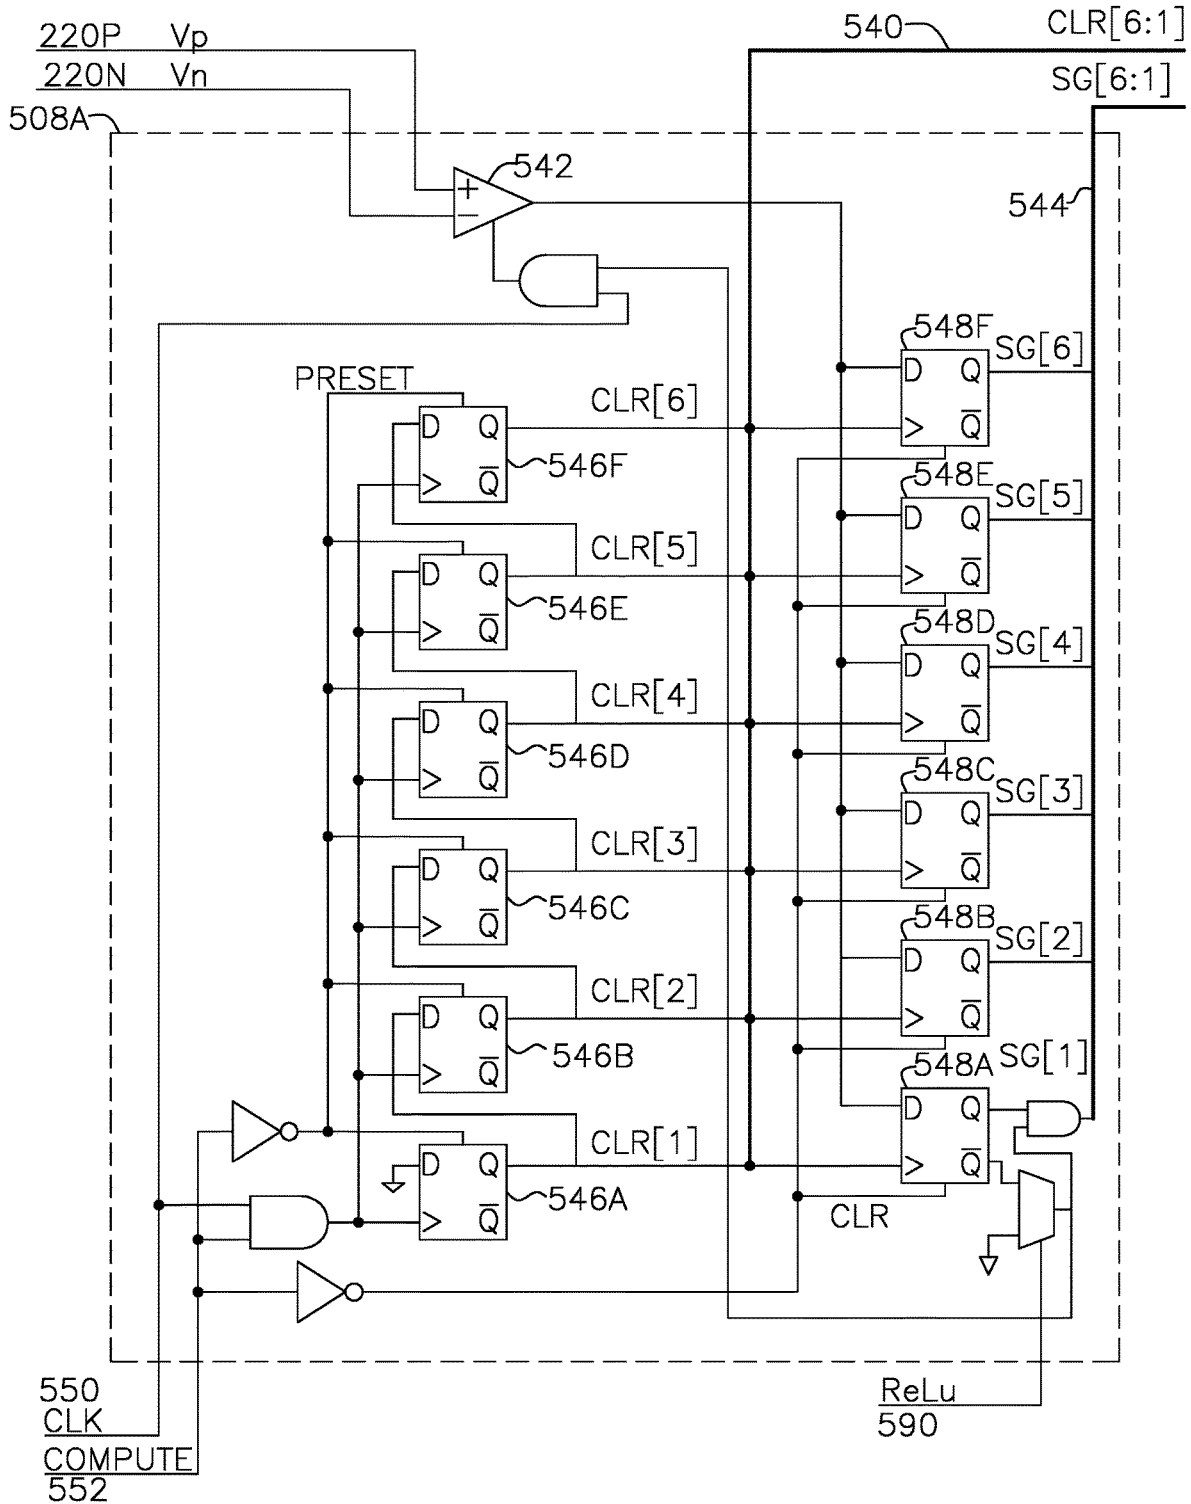 540
CLR[6:1]
220P Vp
220N Vn
SG[6:1]
508A
542
544
548F
SG[6]
D Q
Q
PRESET
CLR[6]
D Q
546F
Q
548E
SG[5]
D Q
Q
CLR[5]
D Q
546E
Q
548D
SG[4]
D Q
Q
CLR[4]
D Q
546D
Q
548C
SG[3]
D Q
Q
CLR[3]
D Q
546C
Q
548B
SG[2]
D Q
Q
CLR[2]
D Q
546B
Q
548A
SG[1]
D Q
Q
CLR[1]
D Q
546A
Q
CLR
550
CLK
COMPUTE
552
ReLu
590